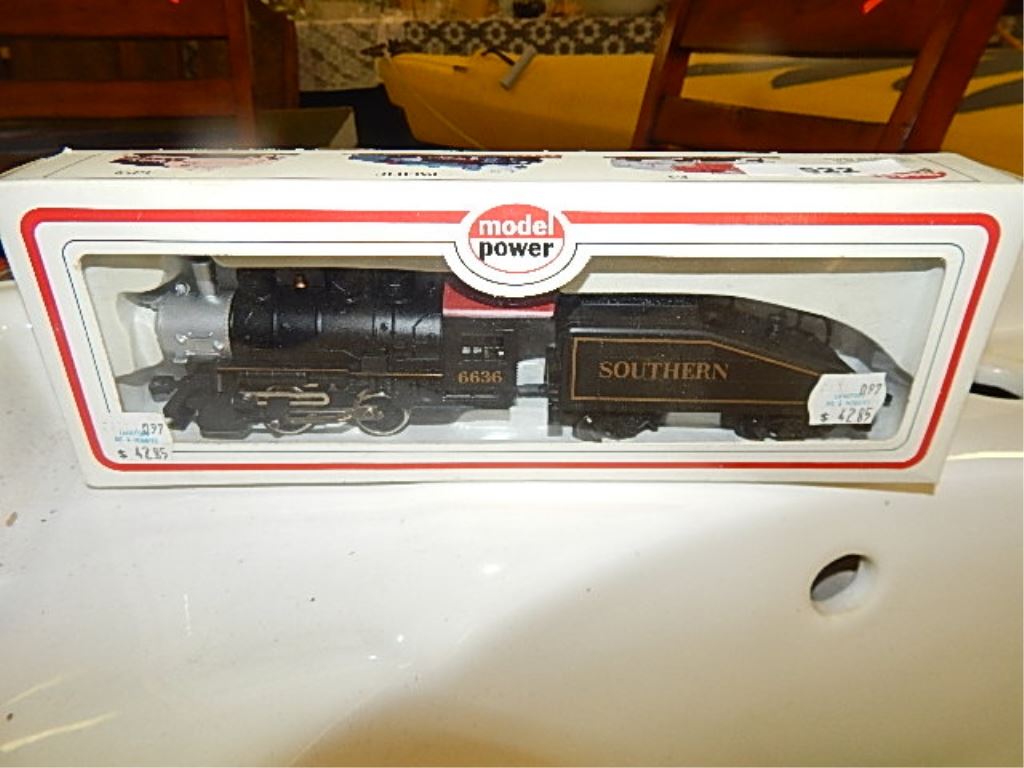 522
model
power
6636
SOUTHERN
D97
$ 42.85
D97
$ 42.85